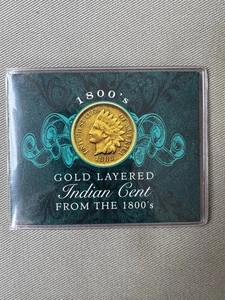 1800's
GOLD LAYERED
Indian Cent
FROM THE 1800's